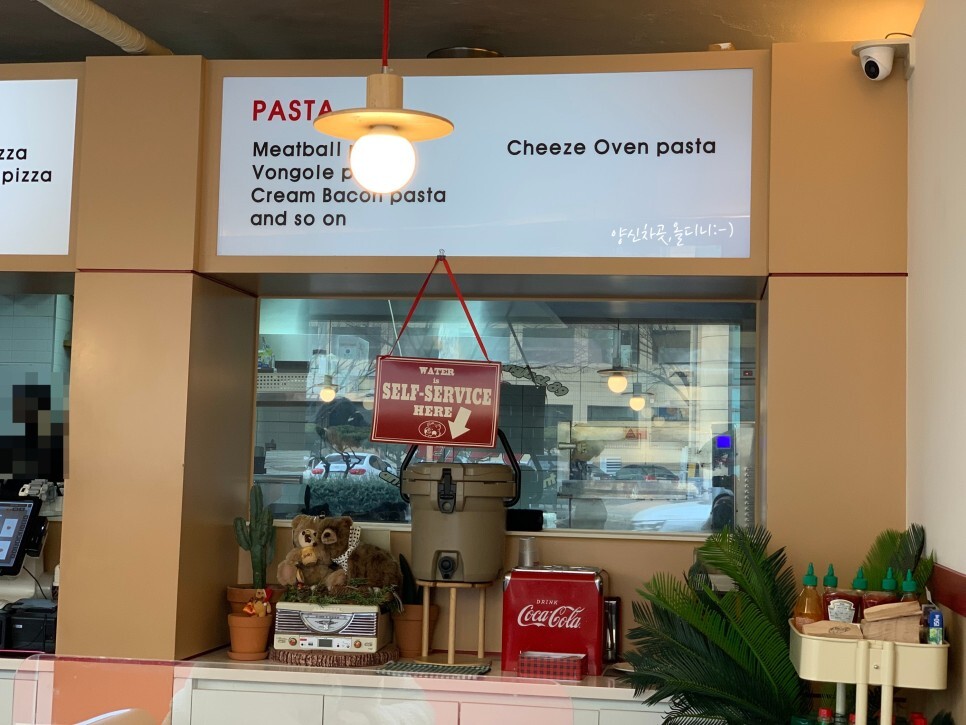 zza
pizza
PASTA
Meatball
Vongole p
Cream Bacon pasta
and so on
Cheeze Oven pasta
양신차곳,올디니:-)
WATER
is
SELF-SERVICE
HERE
DRINK
Coca-Cola